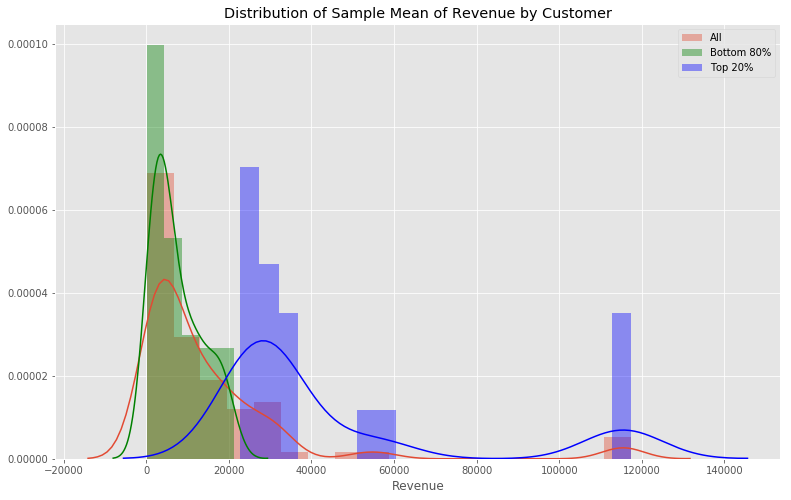 Distribution of Sample Mean of Revenue by Customer
All
Bottom 80%
Top 20%
0.00010
0.00008
0.00006
0.00004
0.00002
0.00000
−20000 0 20000 40000 60000 80000 100000 120000 140000
Revenue